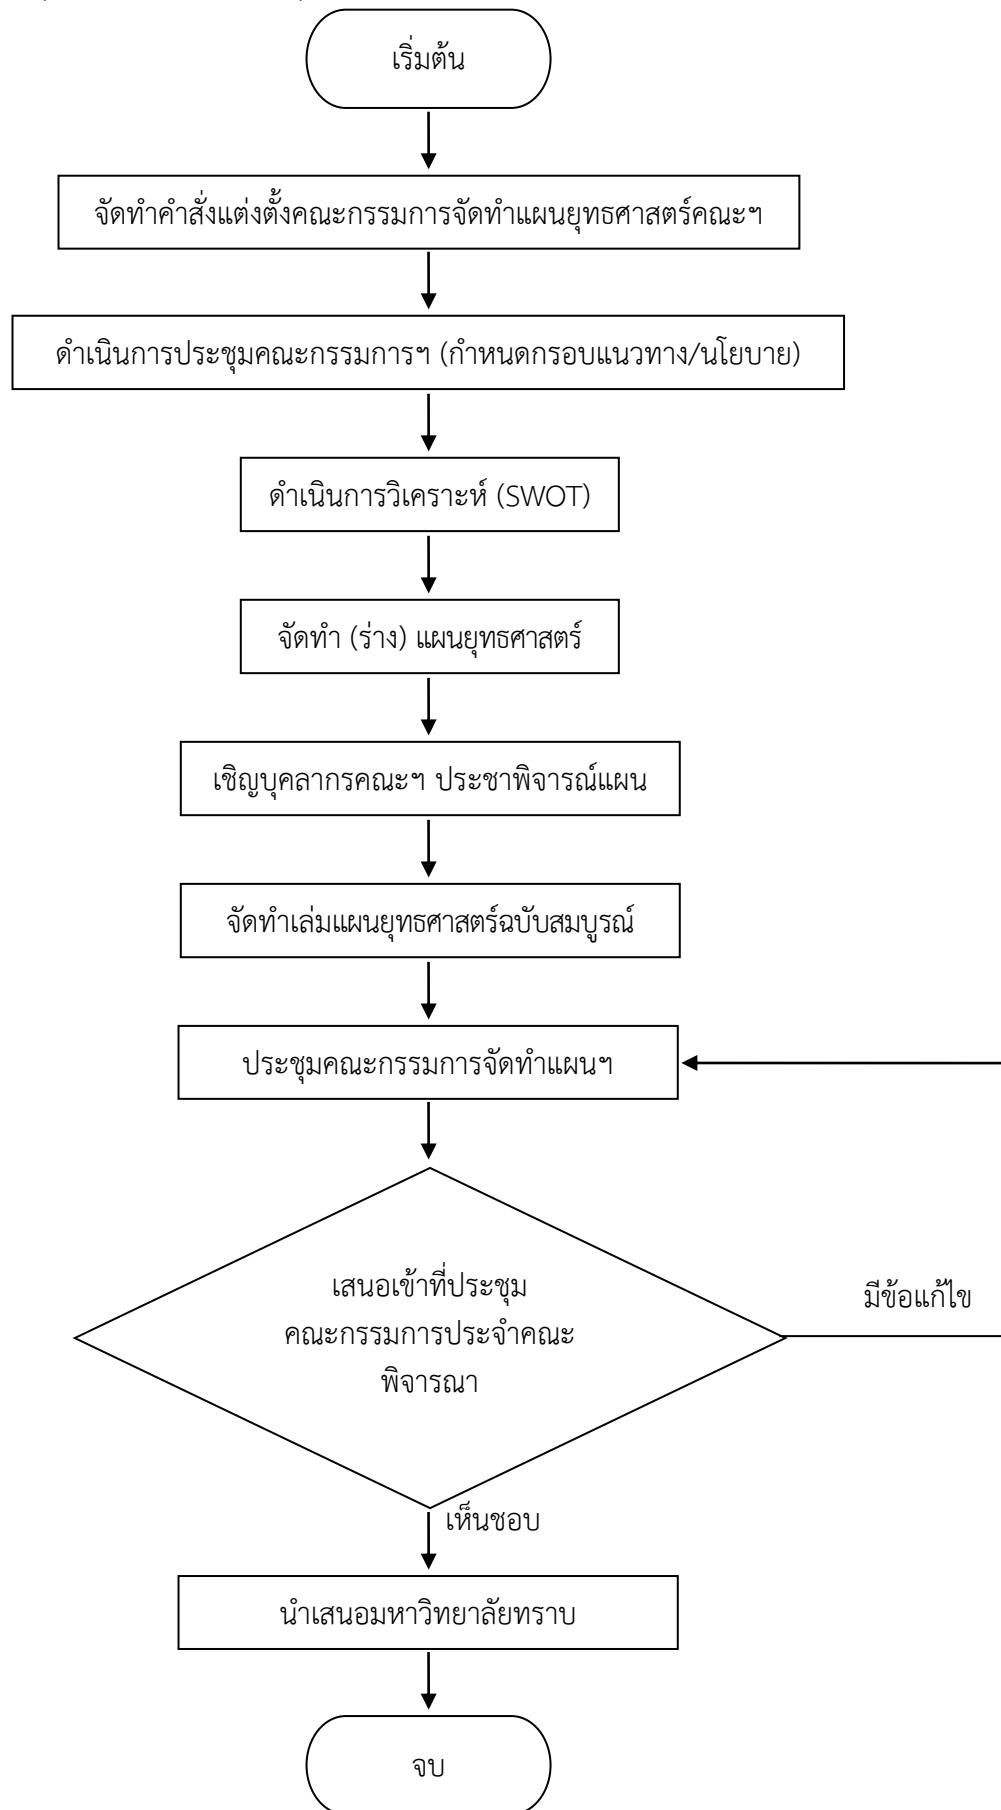 เริ่มต้น
จัดทำคำสั่งแต่งตั้งคณะกรรมการจัดทำแผนยุทธศาสตร์คณะฯ
ดำเนินการประชุมคณะกรรมการฯ (กำหนดกรอบแนวทาง/นโยบาย)
ดำเนินการวิเคราะห์ (SWOT)
จัดทำ (ร่าง) แผนยุทธศาสตร์
เชิญบุคลากรคณะฯ ประชาพิจารณ์แผน
จัดทำเล่มแผนยุทธศาสตร์ฉบับสมบูรณ์
ประชุมคณะกรรมการจัดทำแผนฯ
เสนอเข้าที่ประชุม
คณะกรรมการประจำคณะ
พิจารณา
มีข้อแก้ไข
เห็นชอบ
นำเสนอมหาวิทยาลัยทราบ
จบ